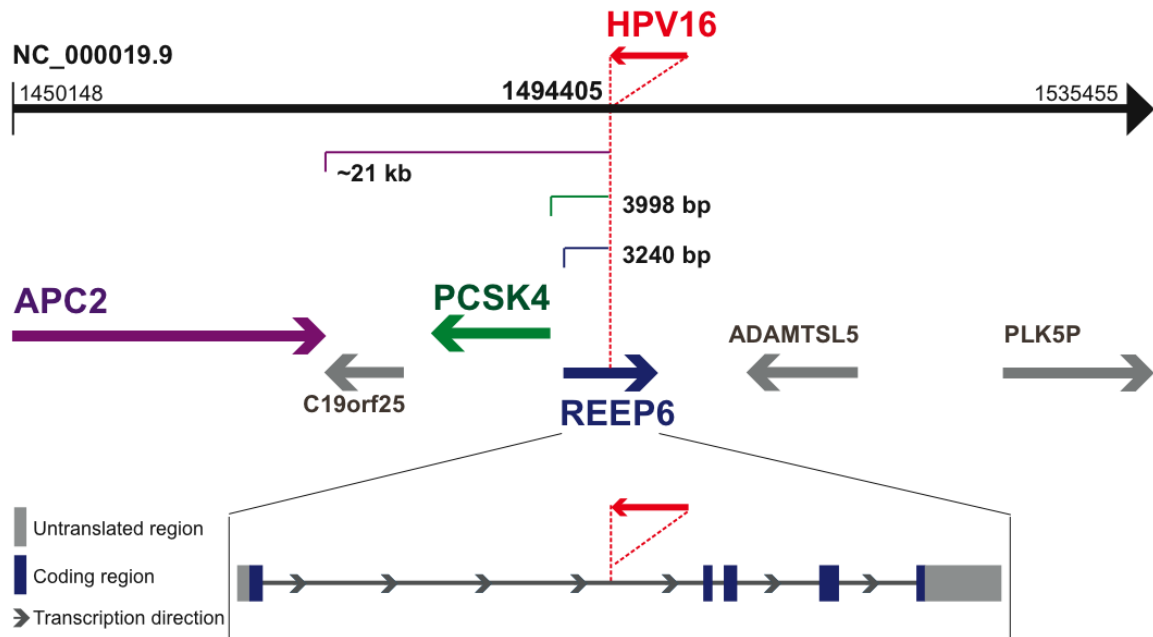 HPV16
NC_000019.9
1450148
1494405
1535455
~21 kb
3998 bp
3240 bp
APC2
PCSK4
ADAMTSL5
PLK5P
C19orf25
REEP6
Untranslated region
Coding region
Transcription direction